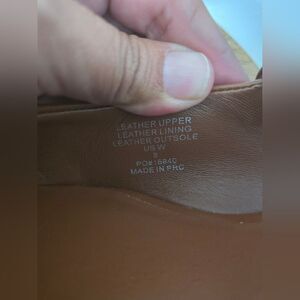 LEATHER UPPER
LEATHER LINING
LEATHER OUTSOLE
US W
PO#16840
MADE IN PRC